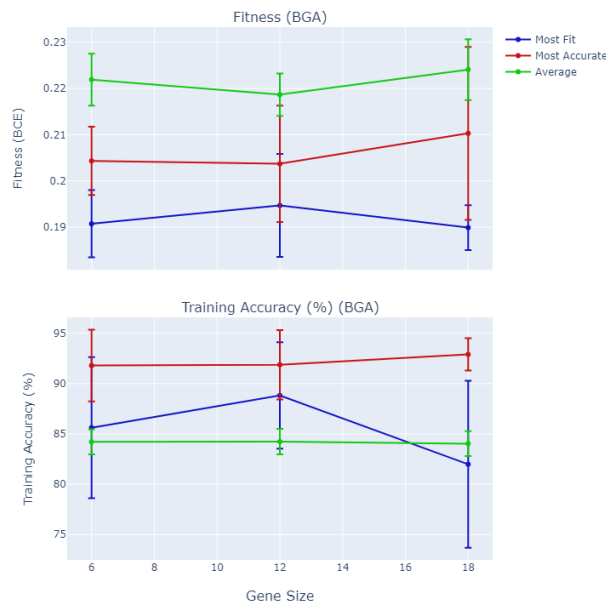 Fitness (BGA)
0.23
0.22
0.21
0.2
0.19
Fitness (BCE)
Most Fit
Most Accurate
Average
Training Accuracy (%) (BGA)
95
90
85
80
75
Training Accuracy (%)
6
8
10
12
14
16
18
Gene Size